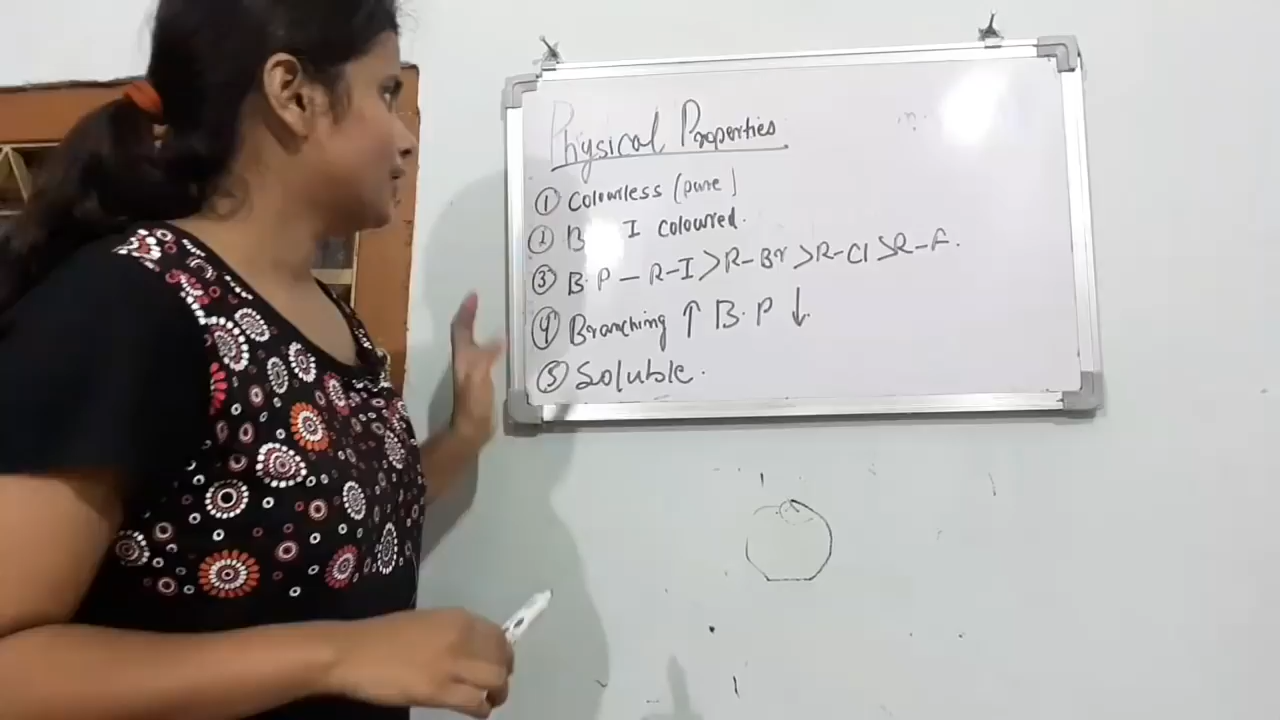 Physical Properties
① Colourless (pure)
② B I coloured.
③ B.P – R-I > R-Br > R-Cl > R-F.
④ Branching ↑ B.P ↓
⑤ Soluble.